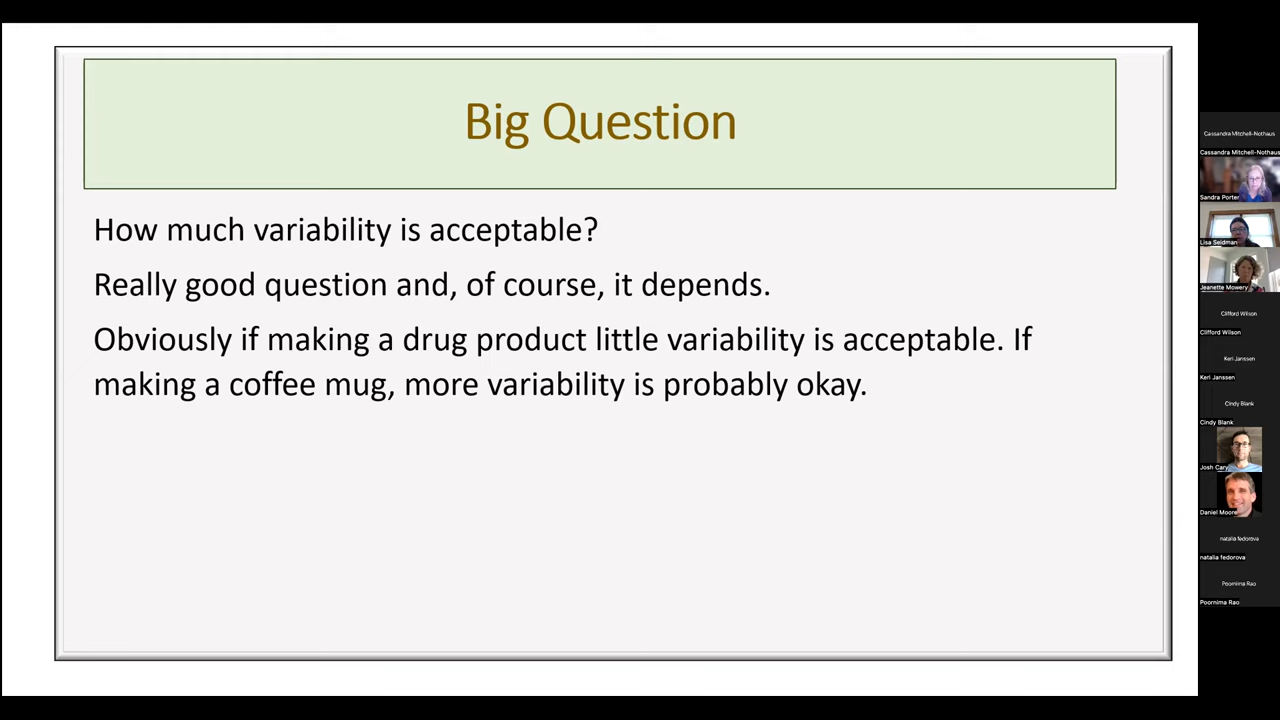 Big Question
How much variability is acceptable?
Really good question and, of course, it depends.
Obviously if making a drug product little variability is acceptable. If
making a coffee mug, more variability is probably okay.
Cassandra Mitchell-Nothaus
Cassandra Mitchell-Nothaus
Sandra Porter
Lisa Seidman
Jeanette Mowery
Clifford Wilson
Clifford Wilson
Keri Janssen
Keri Janssen
Cindy Blank
Cindy Blank
Josh Cary
Daniel Moore
natalia fedorova
natalia fedorova
Poornima Rao
Poornima Rao